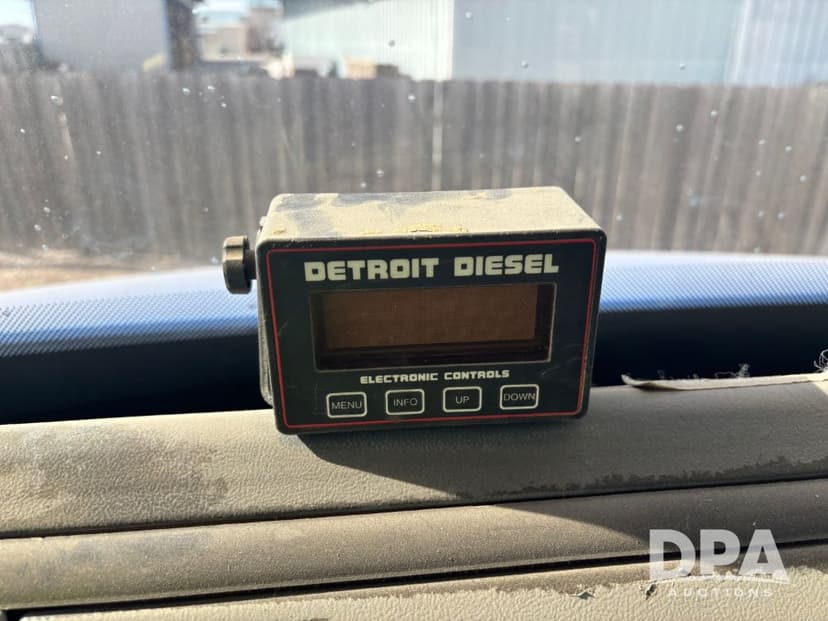 DETROIT DIESEL
ELECTRONIC CONTROLS
MENU INFO UP DOWN
DPA
AUCTIONS